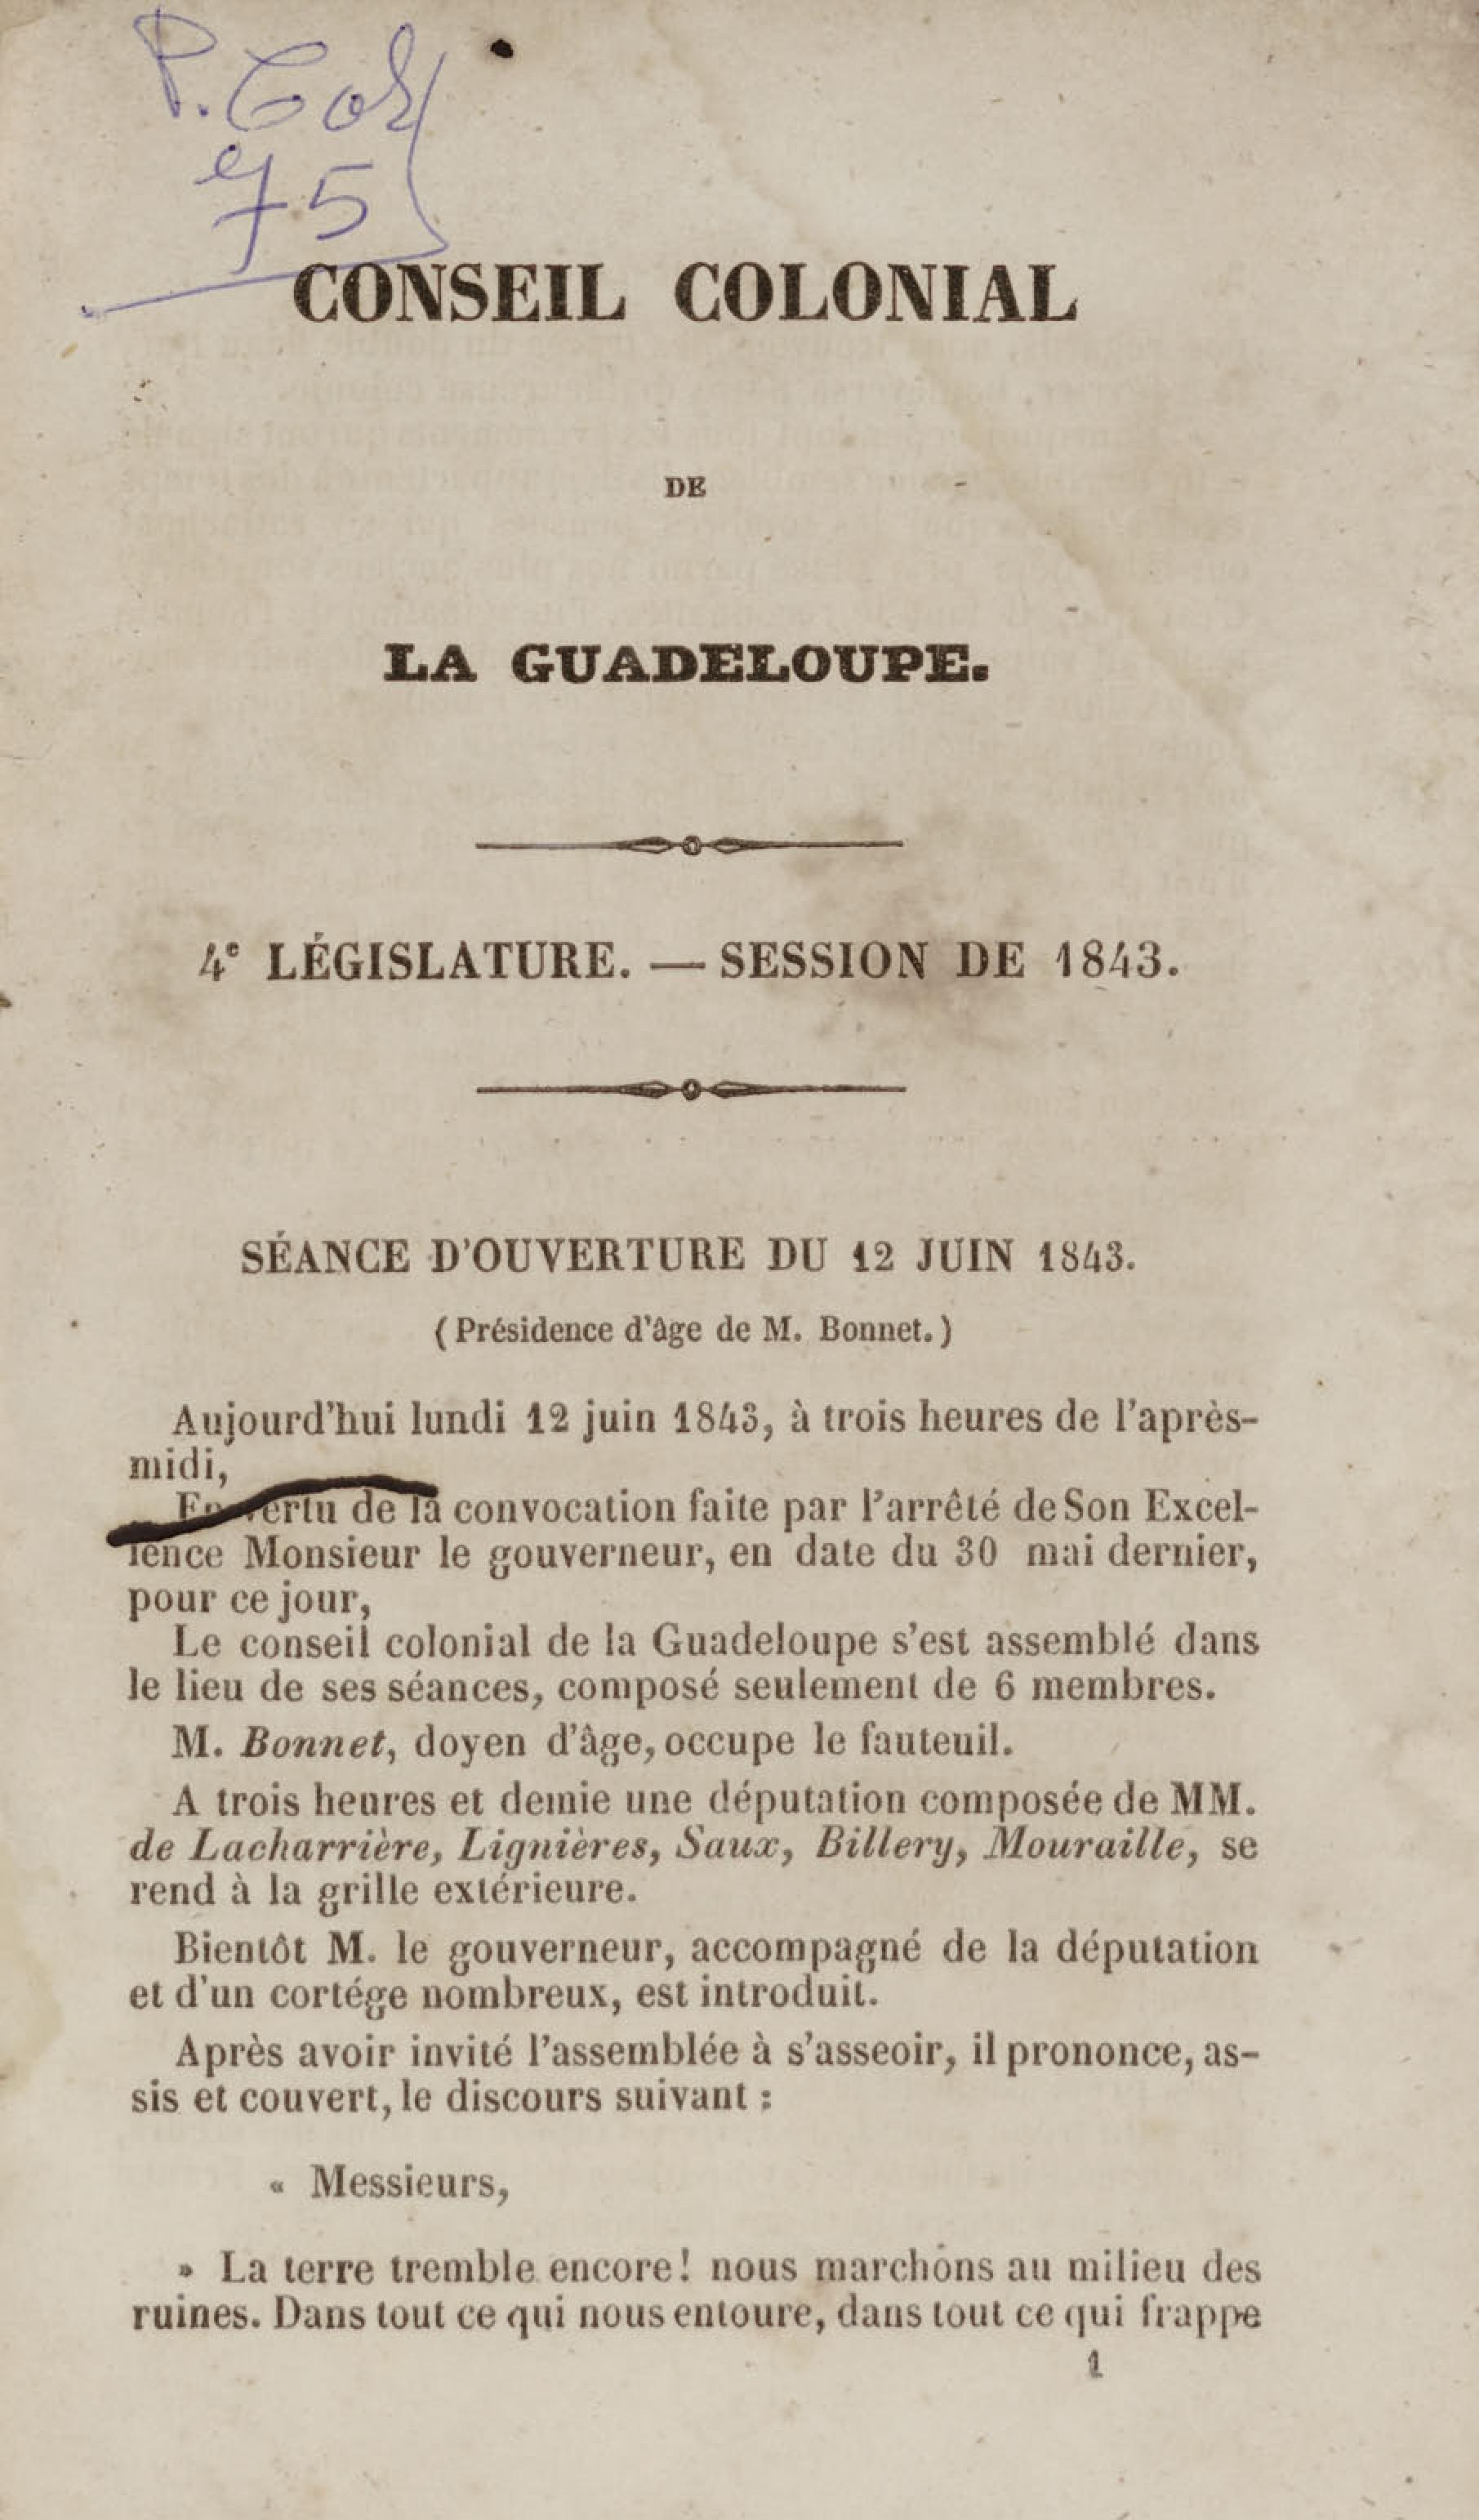 P. Col
75
CONSEIL COLONIAL
DE
LA GUADELOUPE.
4e LÉGISLATURE. — SESSION DE 1843.
SÉANCE D'OUVERTURE DU 12 JUIN 1843.
(Présidence d'âge de M. Bonnet.)
Aujourd'hui lundi 12 juin 1843, à trois heures de l'après-
midi,
En vertu de la convocation faite par l'arrêté de Son Excel-
lence Monsieur le gouverneur, en date du 30 mai dernier,
pour ce jour,
Le conseil colonial de la Guadeloupe s'est assemblé dans
le lieu de ses séances, composé seulement de 6 membres.
M. Bonnet, doyen d'âge, occupe le fauteuil.
A trois heures et demie une députation composée de MM.
de Lacharrière, Lignières, Saux, Billery, Mouraille, se
rend à la grille extérieure.
Bientôt M. le gouverneur, accompagné de la députation
et d'un cortége nombreux, est introduit.
Après avoir invité l'assemblée à s'asseoir, il prononce, as-
sis et couvert, le discours suivant :
« Messieurs,
» La terre tremble encore! nous marchons au milieu des
ruines. Dans tout ce qui nous entoure, dans tout ce qui frappe
1